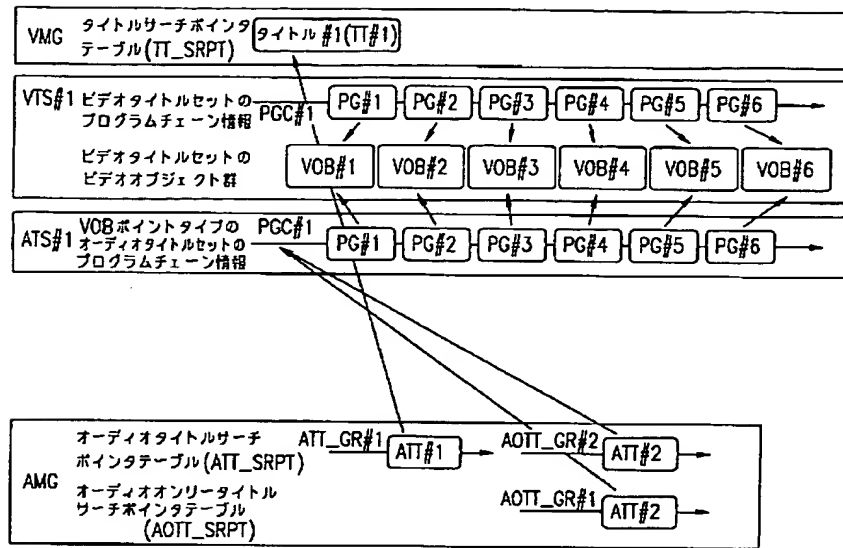 VMG
タイトルサーチポインタ
テーブル(TT_SRPT)
タイトル #1(TT#1)
VTS#1
ビデオタイトルセットの
プログラムチェーン情報
PGC#1
PG#1
PG#2
PG#3
PG#4
PG#5
PG#6
ビデオタイトルセットの
ビデオオブジェクト群
VOB#1
VOB#2
VOB#3
VOB#4
VOB#5
VOB#6
ATS#1
VOBポイントタイプの
オーディオタイトルセットの
プログラムチェーン情報
PGC#1
PG#1
PG#2
PG#3
PG#4
PG#5
PG#6
AMG
オーディオタイトルサーチ
ポインタテーブル(ATT_SRPT)
ATT_GR#1
ATT#1
AOTT_GR#2
ATT#2
オーディオオンリータイトル
サーチポインタテーブル
(AOTT_SRPT)
AOTT_GR#1
ATT#2